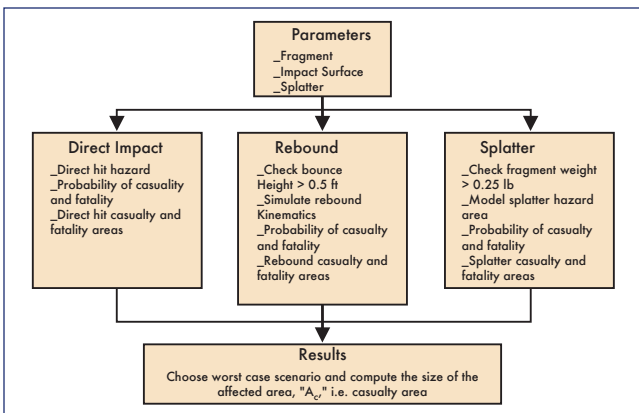 Parameters
_Fragment
_Impact Surface
_Splatter
Direct Impact
_Direct hit hazard
_Probability of casuality
and fatality
_Direct hit casualty and
fatality areas
Rebound
_Check bounce
Height > 0.5 ft
_Simulate rebound
Kinematics
_Probability of casualty
and fatality
_Rebound casualty and
fatality areas
Splatter
_Check fragment weight
> 0.25 lb
_Model splatter hazard
area
_Probability of casualty
and fatality
_Splatter casualty and
fatality areas
Results
Choose worst case scenario and compute the size of the
affected area, "Ac," i.e. casualty area